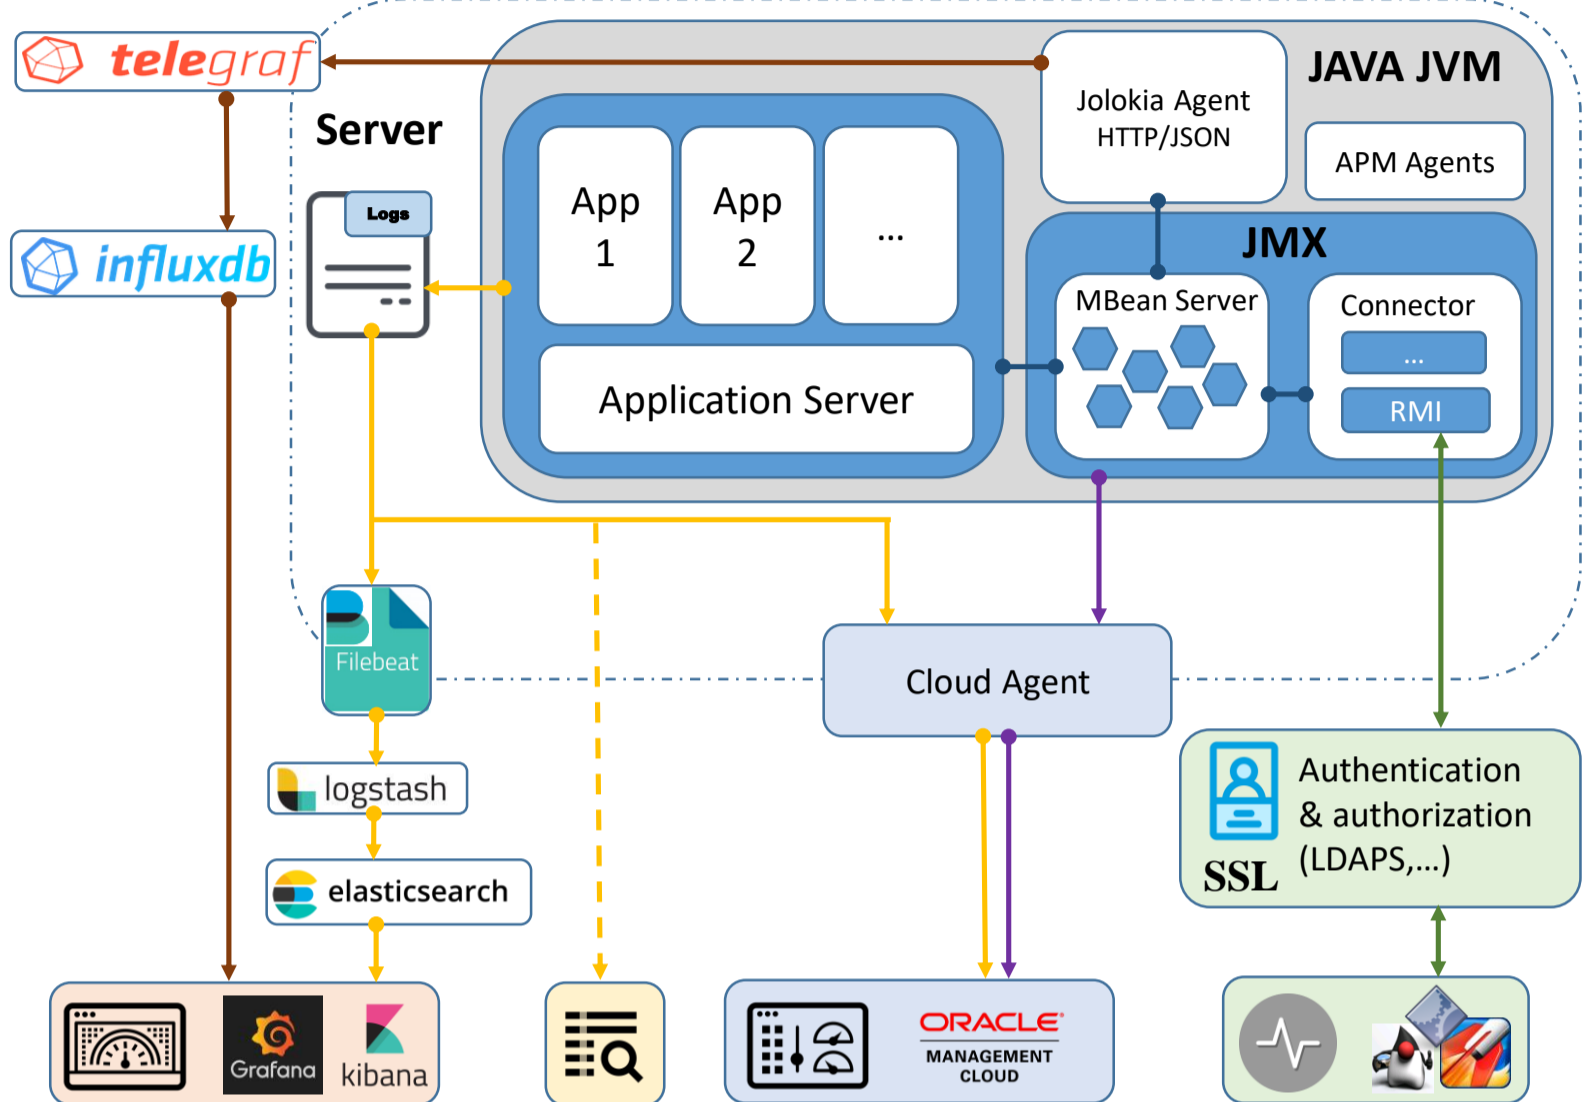 telegraf
JAVA JVM
Jolokia Agent
HTTP/JSON
Server
APM Agents
Logs
App
1
App
2
...
JMX
influxdb
MBean Server
Connector
...
RMI
Application Server
Filebeat
Cloud Agent
logstash
Authentication
& authorization
(LDAPS,...)
SSL
elasticsearch
Grafana
kibana
ORACLE
MANAGEMENT
CLOUD